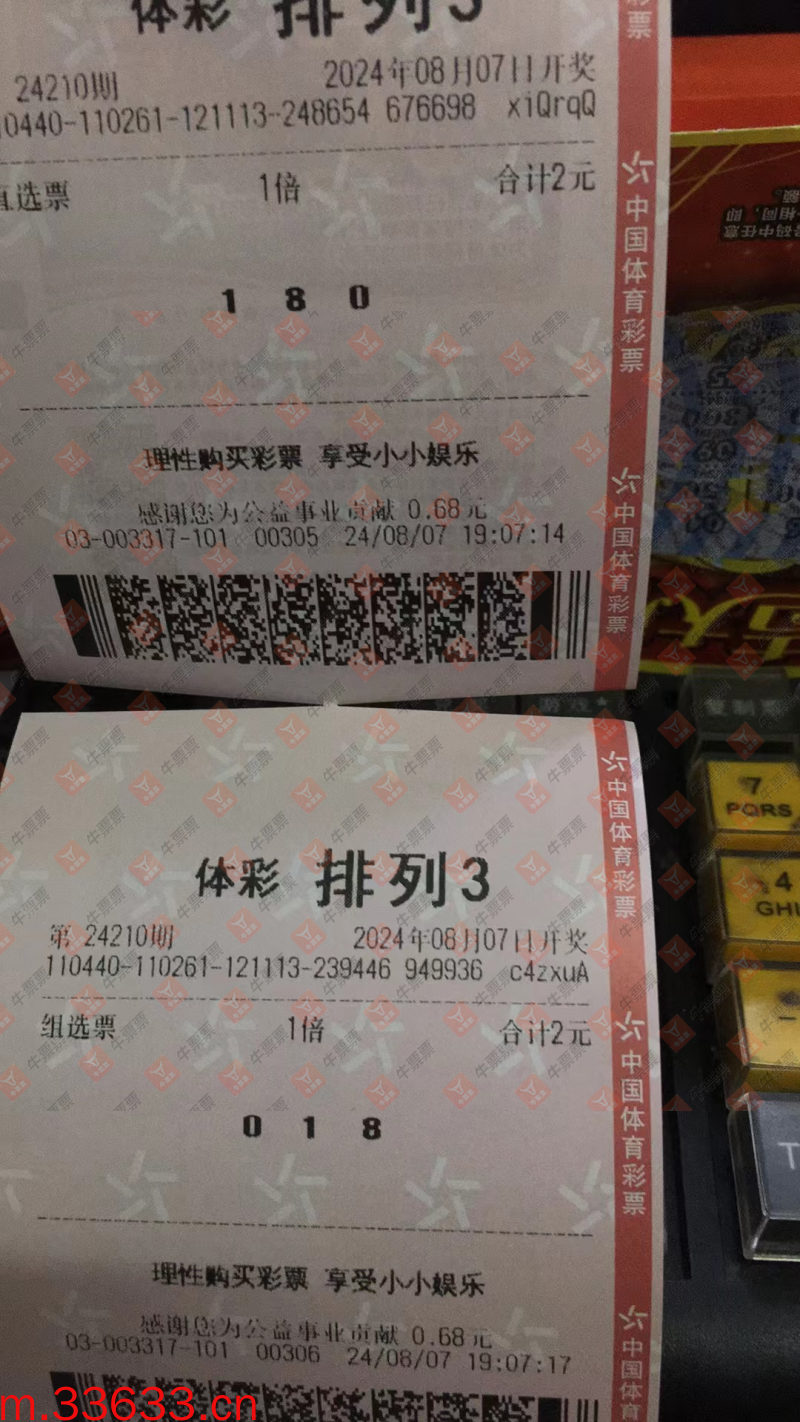 体彩 排列3
24210期 2024年08月07日开奖
10440-110261-121113-248654 676698 xiQrqQ
直选票 1倍 合计2元
1 8 0
理性购买彩票 享受小小娱乐
感谢您为公益事业贡献 0.68元
03-003317-101 00305 24/08/07 19:07:14
体彩 排列3
第 24210期 2024年08月07日开奖
110440-110261-121113-239446 949936 c4zxuA
组选票 1倍 合计2元
0 1 8
理性购买彩票 享受小小娱乐
感谢您为公益事业贡献 0.68元
03-003317-101 00306 24/08/07 19:07:17
彩票
中国体育彩票
中国体育彩票
中国体育彩票
中国体育彩票
中国体育
号码中任意
相同，即
7
PQRS
4
GHI
T
牛票票
m.33633.cn